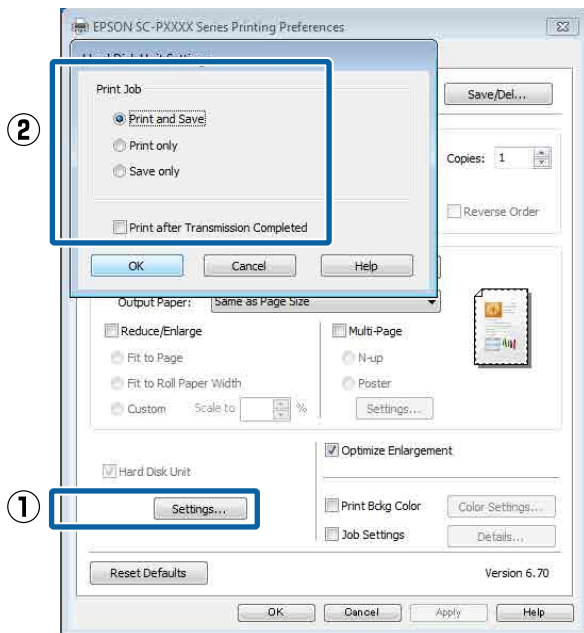 EPSON SC-PXXXX Series Printing Preferences
Print Job
Save/Del...
②
Print and Save
Print only
Copies: 1
Save only
Reverse Order
Print after Transmission Completed
OK Cancel Help
Output Paper: Same as Page Size
Reduce/Enlarge Multi-Page
Fit to Page N-up
Fit to Roll Paper Width Poster
Custom Scale to % Settings...
Optimize Enlargement
Hard Disk Unit
① Settings... Print Bckg Color Color Settings...
Job Settings Details...
Reset Defaults Version 6.70
OK Cancel Apply Help